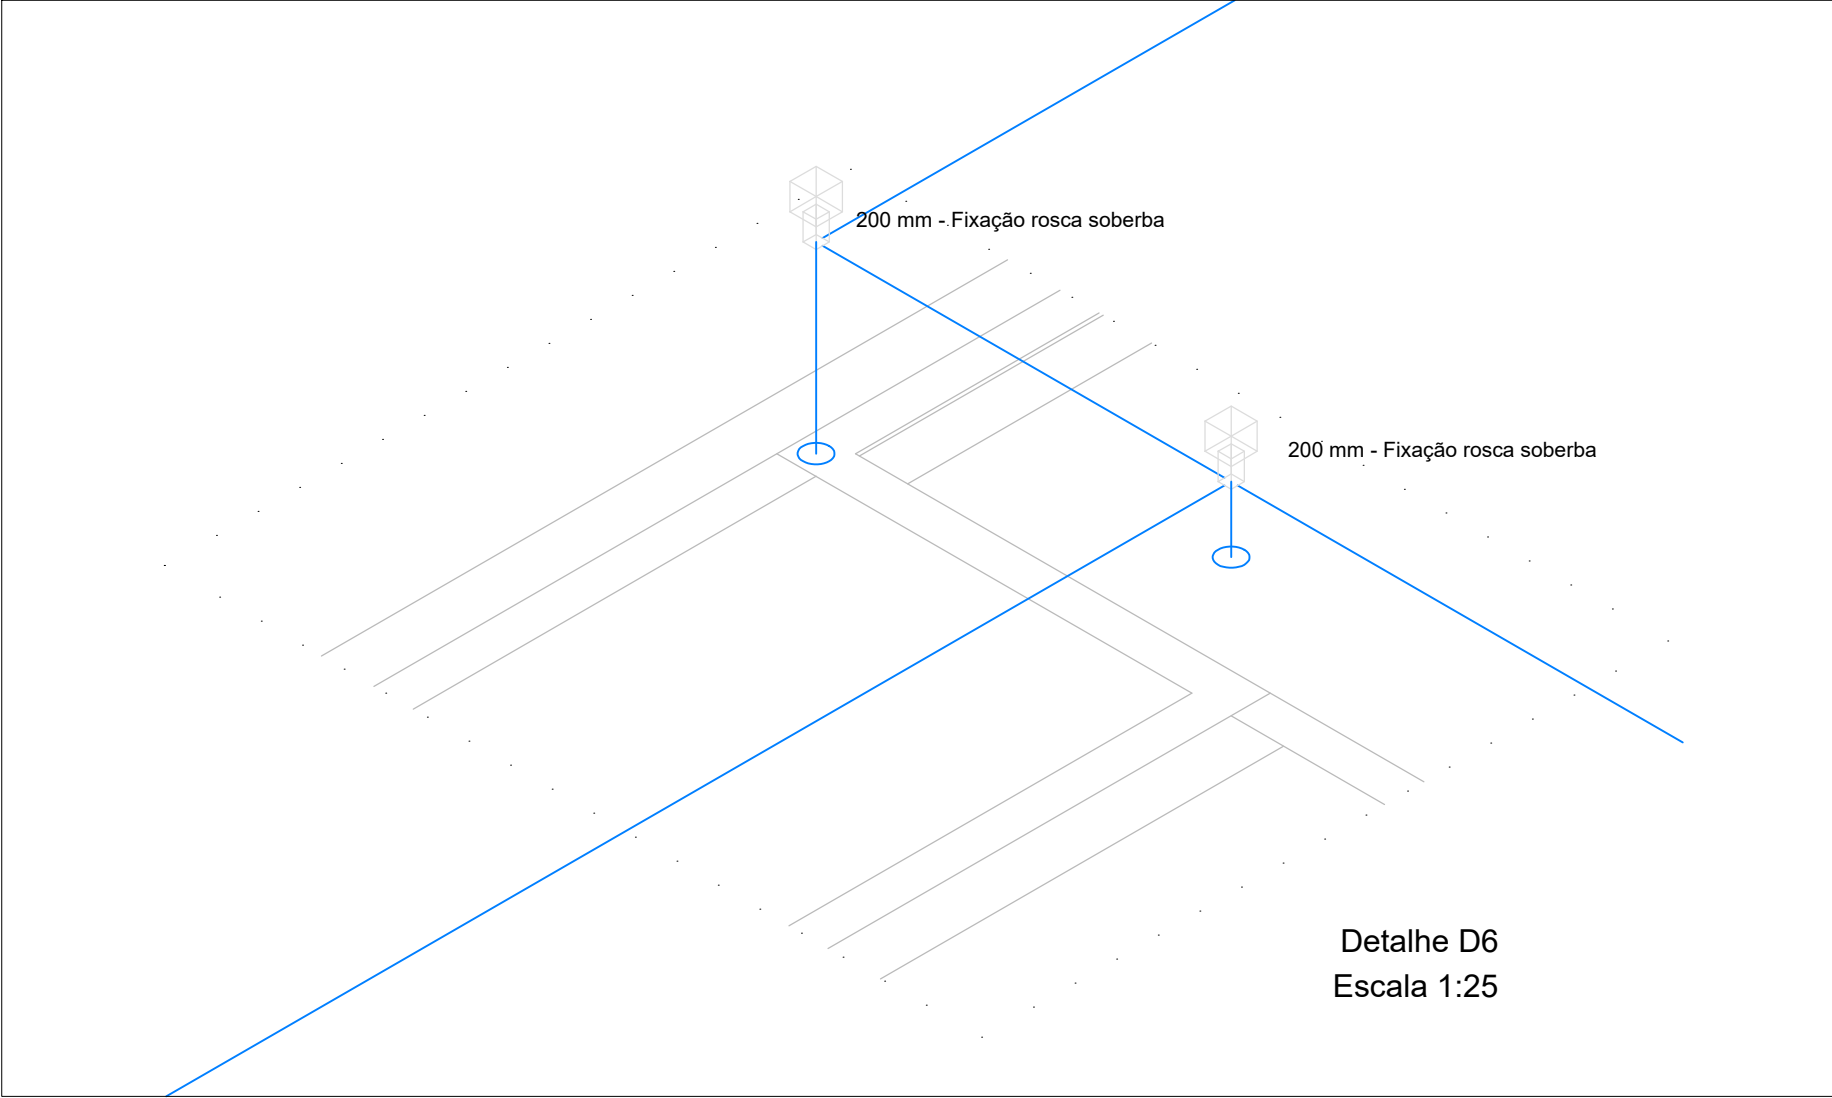 200 mm - Fixação rosca soberba
200 mm - Fixação rosca soberba
Detalhe D6
Escala 1:25